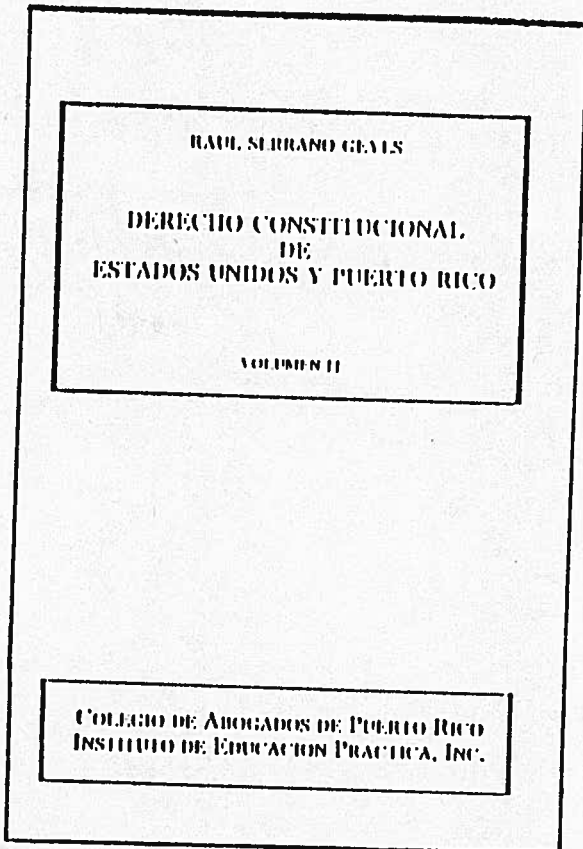 RAUL SERRANO GEYLS
DERECHO CONSTITUCIONAL
DE
ESTADOS UNIDOS Y PUERTO RICO
VOLUMEN II
COLEGIO DE ABOGADOS DE PUERTO RICO
INSTITUTO DE EDUCACION PRACTICA, INC.